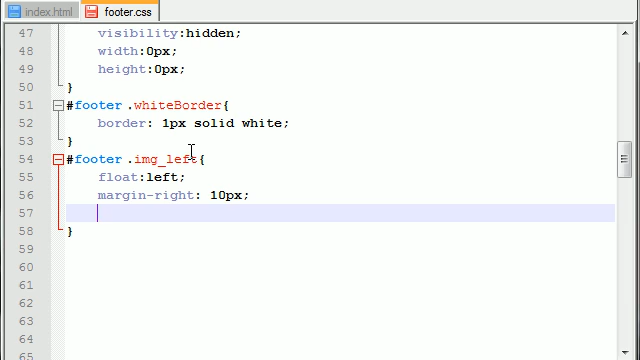 index.html footer.css
47 visibility:hidden;
48 width:0px;
49 height:0px;
50 }
51 #footer .whiteBorder{
52 border: 1px solid white;
53 }
54 #footer .img_left{
55 float:left;
56 margin-right: 10px;
57
58 }
59
60
61
62
63
64
65